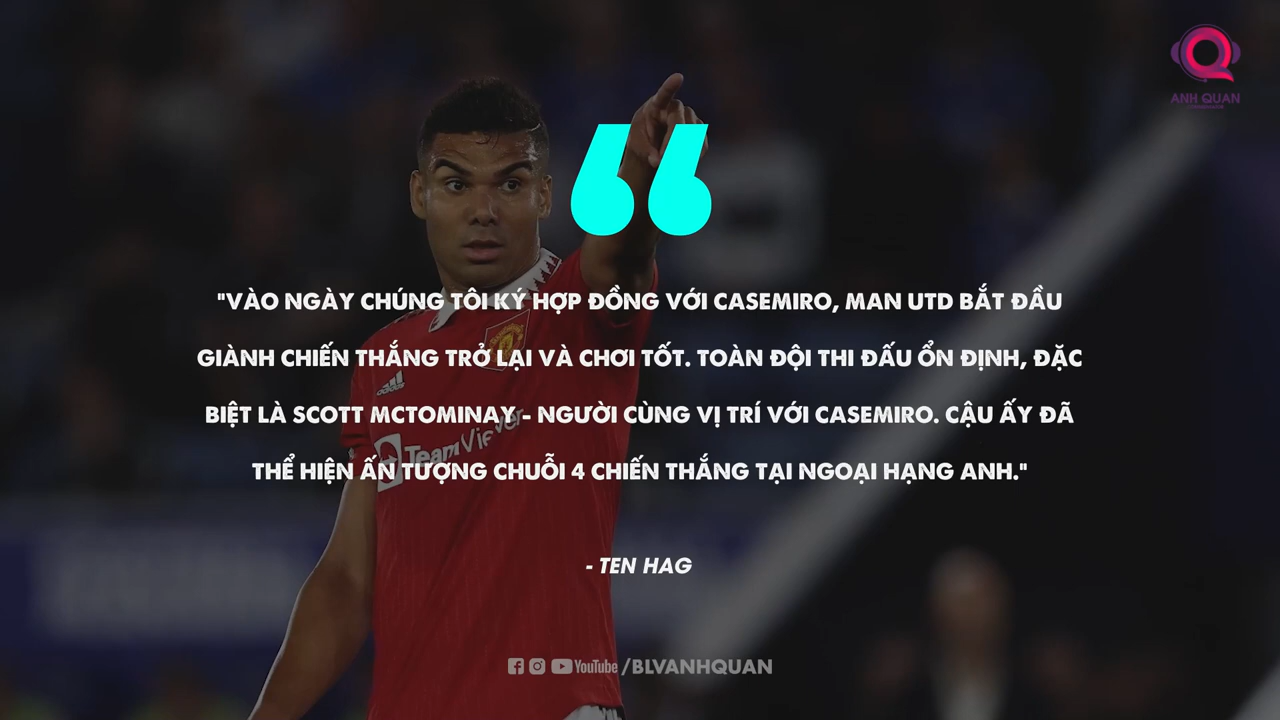 ANH QUAN
"VÀO NGÀY CHÚNG TÔI KÝ HỢP ĐỒNG VỚI CASEMIRO, MAN UTD BẮT ĐẦU
GIÀNH CHIẾN THẮNG TRỞ LẠI VÀ CHƠI TỐT. TOÀN ĐỘI THI ĐẤU ỔN ĐỊNH, ĐẶC
BIỆT LÀ SCOTT MCTOMINAY - NGƯỜI CÙNG VỊ TRÍ VỚI CASEMIRO. CẬU ẤY ĐÃ
THỂ HIỆN ẤN TƯỢNG CHUỖI 4 CHIẾN THẮNG TẠI NGOẠI HẠNG ANH."
- TEN HAG
TeamViewer
YouTube /BLVANHQUAN